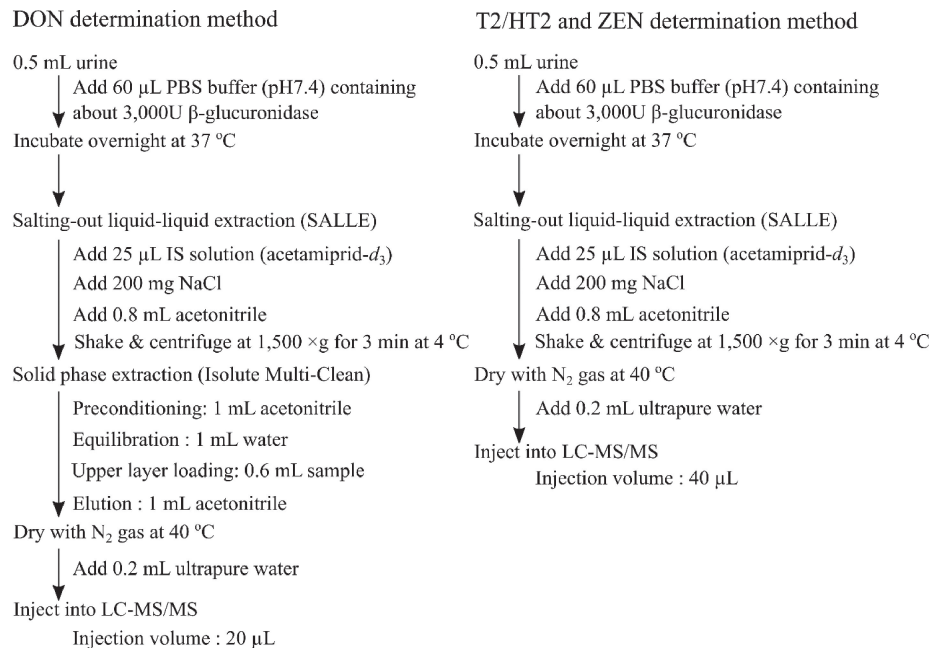 DON determination method
0.5 mL urine
Add 60 µL PBS buffer (pH7.4) containing
about 3,000U β-glucuronidase
Incubate overnight at 37 ºC
Salting-out liquid-liquid extraction (SALLE)
Add 25 µL IS solution (acetamiprid-d₃)
Add 200 mg NaCl
Add 0.8 mL acetonitrile
Shake & centrifuge at 1,500 ×g for 3 min at 4 ºC
Solid phase extraction (Isolute Multi-Clean)
Preconditioning: 1 mL acetonitrile
Equilibration : 1 mL water
Upper layer loading: 0.6 mL sample
Elution : 1 mL acetonitrile
Dry with N₂ gas at 40 ºC
Add 0.2 mL ultrapure water
Inject into LC-MS/MS
Injection volume : 20 µL
T2/HT2 and ZEN determination method
0.5 mL urine
Add 60 µL PBS buffer (pH7.4) containing
about 3,000U β-glucuronidase
Incubate overnight at 37 ºC
Salting-out liquid-liquid extraction (SALLE)
Add 25 µL IS solution (acetamiprid-d₃)
Add 200 mg NaCl
Add 0.8 mL acetonitrile
Shake & centrifuge at 1,500 ×g for 3 min at 4 ºC
Dry with N₂ gas at 40 ºC
Add 0.2 mL ultrapure water
Inject into LC-MS/MS
Injection volume : 40 µL